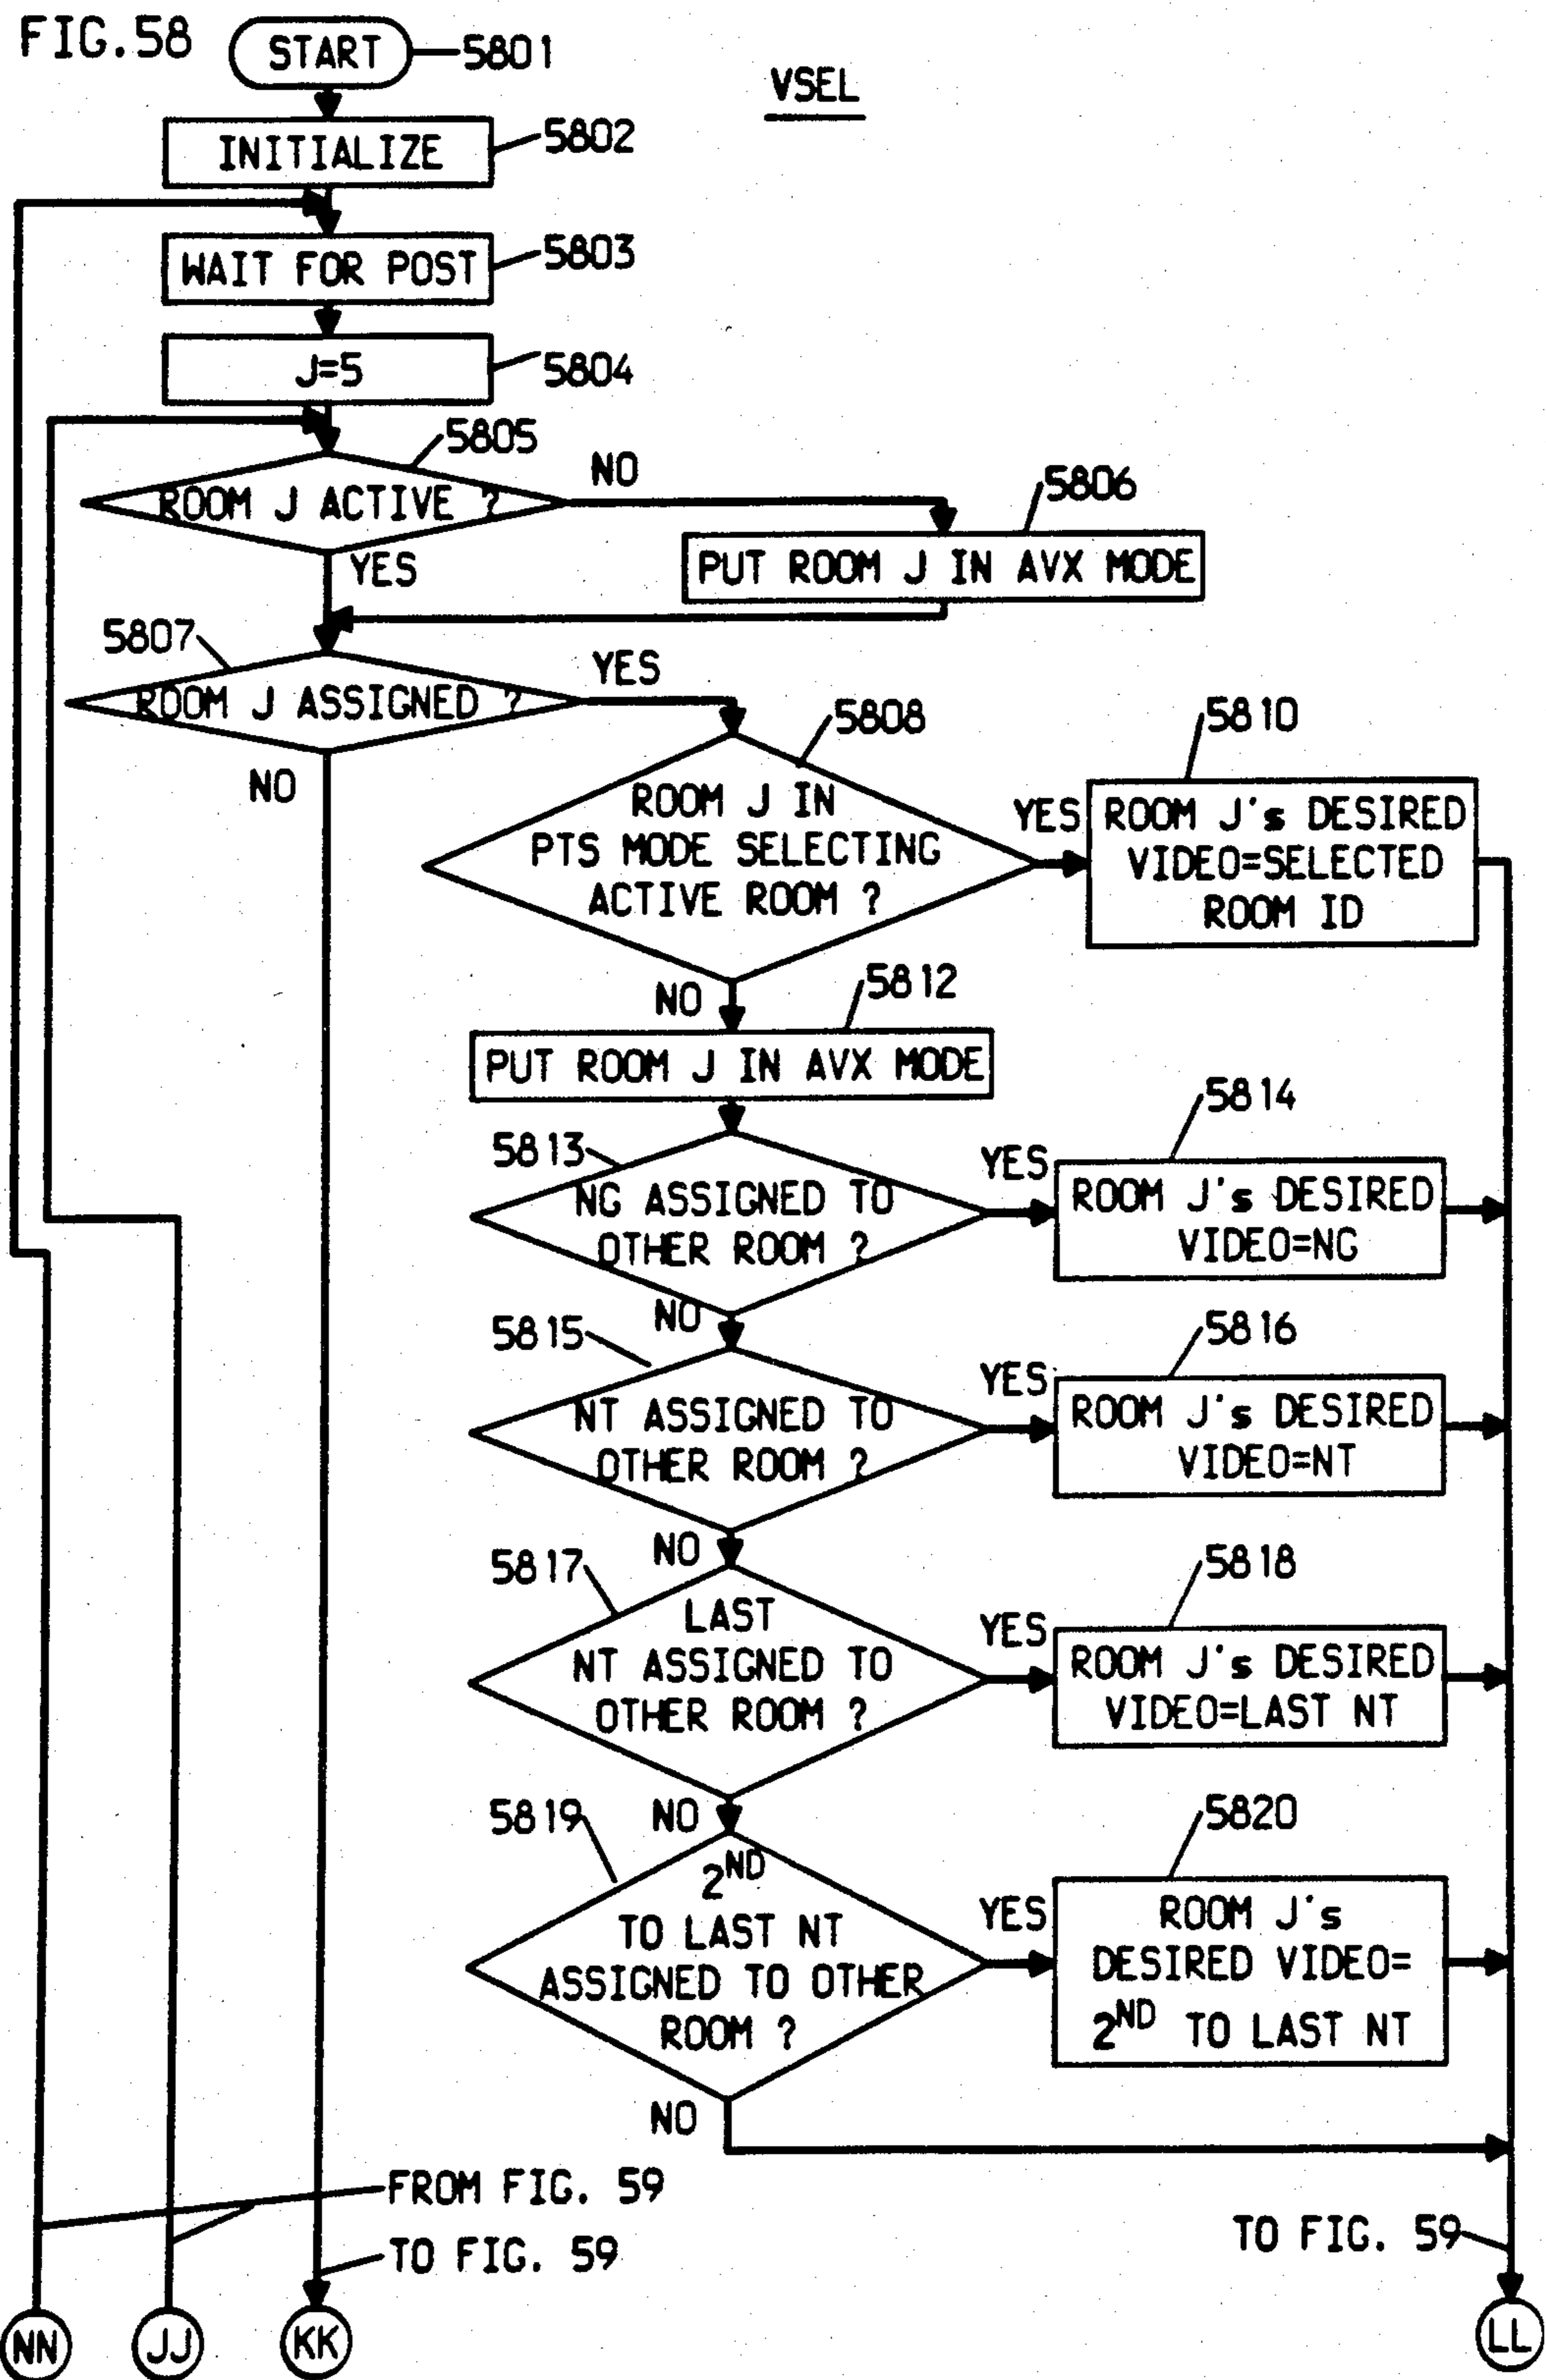 FIG.58
START
5801
VSEL
INITIALIZE
5802
WAIT FOR POST
5803
J=5
5804
5805
ROOM J ACTIVE ?
NO
5806
PUT ROOM J IN AVX MODE
YES
5807
ROOM J ASSIGNED ?
YES
NO
5808
ROOM J IN
PTS MODE SELECTING
ACTIVE ROOM ?
YES
5810
ROOM J's DESIRED
VIDEO=SELECTED
ROOM ID
NO
5812
PUT ROOM J IN AVX MODE
5813
NG ASSIGNED TO
OTHER ROOM ?
YES
5814
ROOM J's DESIRED
VIDEO=NG
NO
5815
NT ASSIGNED TO
OTHER ROOM ?
YES
5816
ROOM J's DESIRED
VIDEO=NT
NO
5817
LAST
NT ASSIGNED TO
OTHER ROOM ?
YES
5818
ROOM J's DESIRED
VIDEO=LAST NT
NO
5819
2ND
TO LAST NT
ASSIGNED TO OTHER
ROOM ?
YES
5820
ROOM J's
DESIRED VIDEO=
2ND TO LAST NT
NO
FROM FIG. 59
TO FIG. 59
TO FIG. 59
NN
JJ
KK
LL